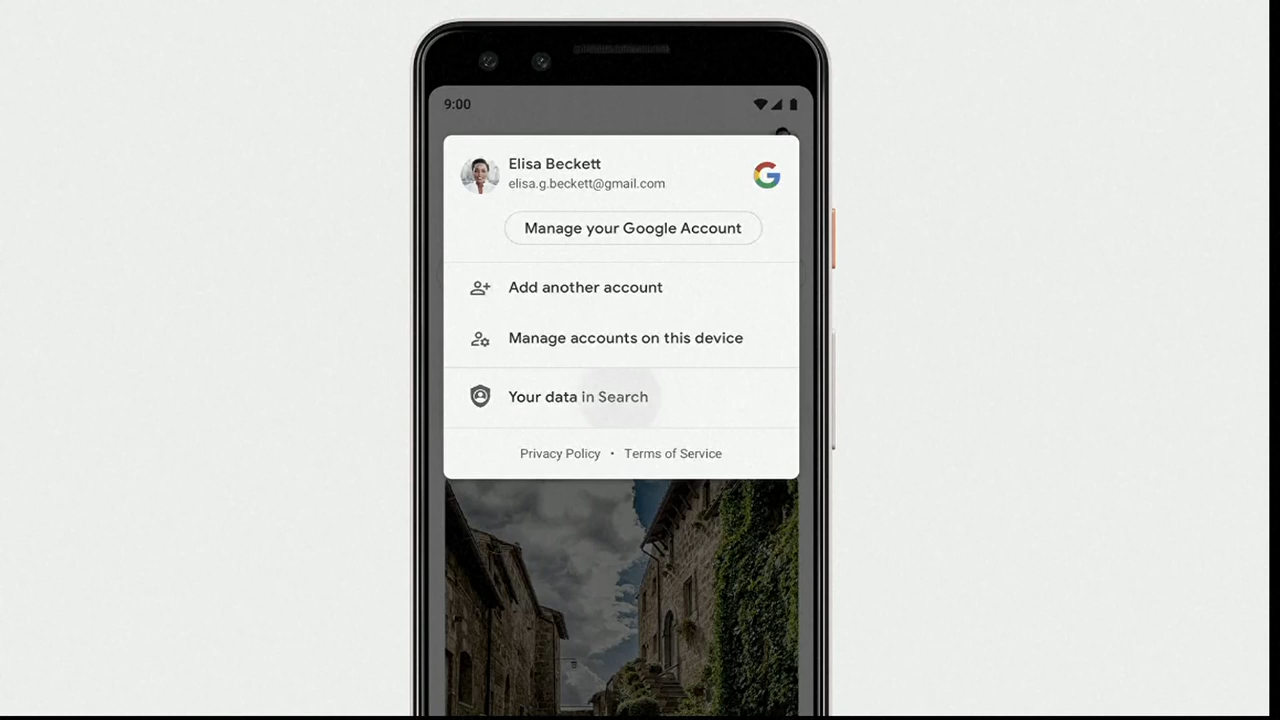 9:00
Elisa Beckett
elisa.g.beckett@gmail.com
Manage your Google Account
Add another account
Manage accounts on this device
Your data in Search
Privacy Policy • Terms of Service